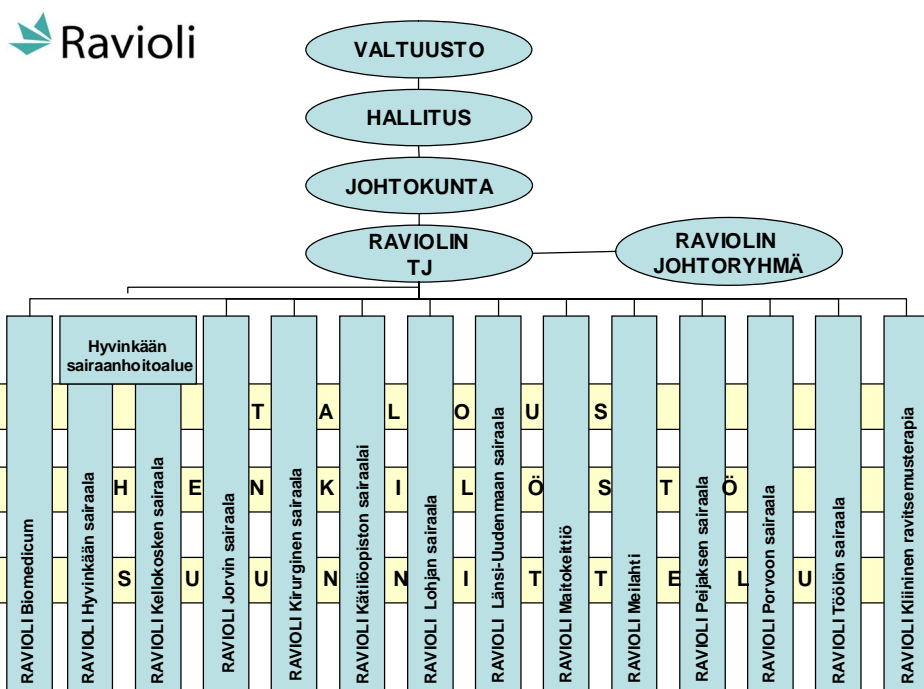 Ravioli
VALTUUSTO
HALLITUS
JOHTOKUNTA
RAVIOLIN
TJ
RAVIOLIN
JOHTORYHMÄ
Hyvinkään
sairaanhoitoalue
T A L O U S
H E N K I L Ö S T Ö
S U U N N I T T E L U
RAVIOLI Biomedicum
RAVIOLI Hyvinkään sairaala
RAVIOLI Kellokosken sairaala
RAVIOLI Jorvin sairaala
RAVIOLI Kirurginen sairaala
RAVIOLI Kätilöopiston sairaalai
RAVIOLI Lohjan sairaala
RAVIOLI Länsi-Uudenmaan sairaala
RAVIOLI Maitokeittiö
RAVIOLI Meilahti
RAVIOLI Peijaksen sairaala
RAVIOLI Porvoon sairaala
RAVIOLI Töölön sairaala
RAVIOLI Kliininen ravitsemusterapia